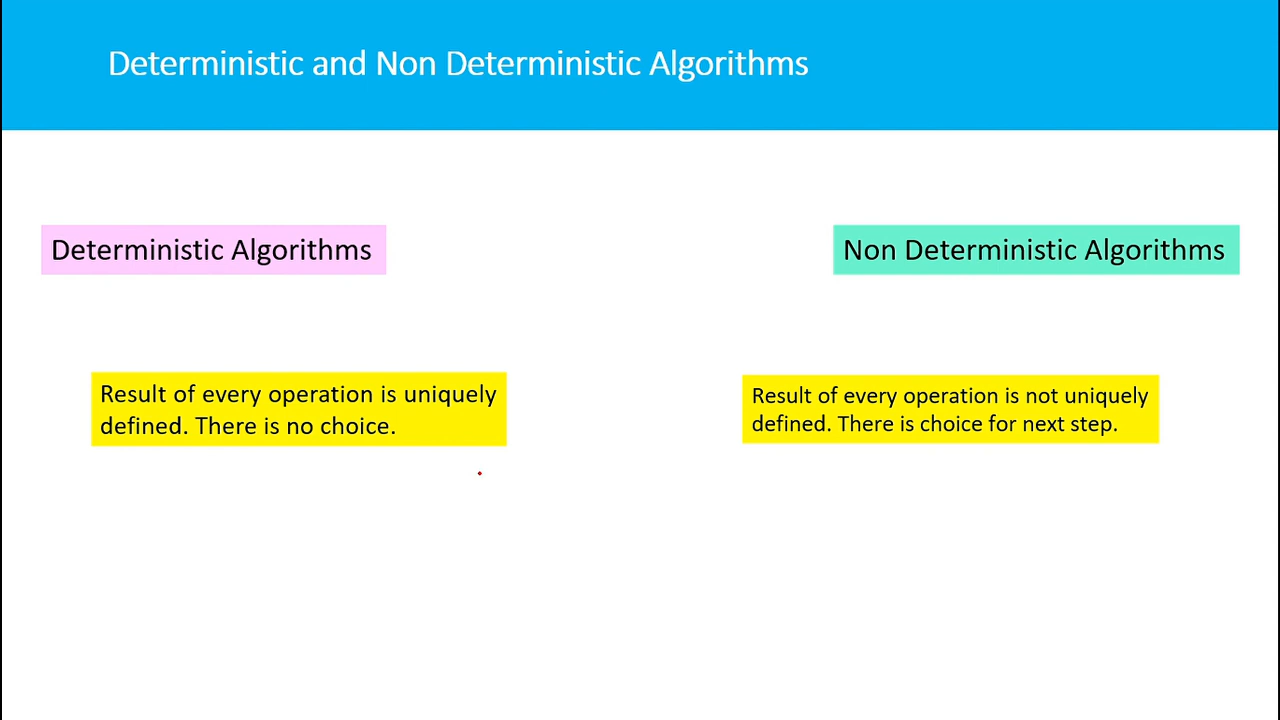 Deterministic and Non Deterministic Algorithms
Deterministic Algorithms
Non Deterministic Algorithms
Result of every operation is uniquely
defined. There is no choice.
Result of every operation is not uniquely
defined. There is choice for next step.